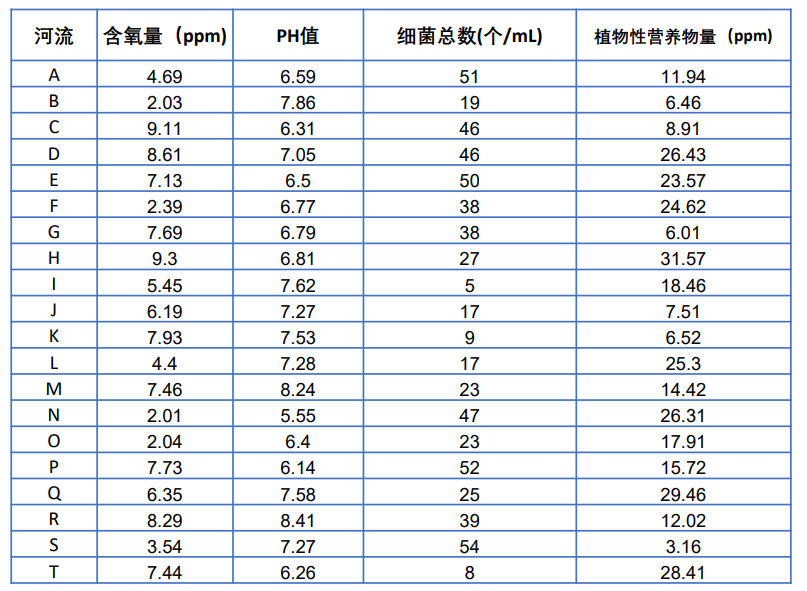 河流 含氧量（ppm) PH值 细菌总数(个/mL) 植物性营养物量（ppm)
A 4.69 6.59 51 11.94
B 2.03 7.86 19 6.46
C 9.11 6.31 46 8.91
D 8.61 7.05 46 26.43
E 7.13 6.5 50 23.57
F 2.39 6.77 38 24.62
G 7.69 6.79 38 6.01
H 9.3 6.81 27 31.57
I 5.45 7.62 5 18.46
J 6.19 7.27 17 7.51
K 7.93 7.53 9 6.52
L 4.4 7.28 17 25.3
M 7.46 8.24 23 14.42
N 2.01 5.55 47 26.31
O 2.04 6.4 23 17.91
P 7.73 6.14 52 15.72
Q 6.35 7.58 25 29.46
R 8.29 8.41 39 12.02
S 3.54 7.27 54 3.16
T 7.44 6.26 8 28.41